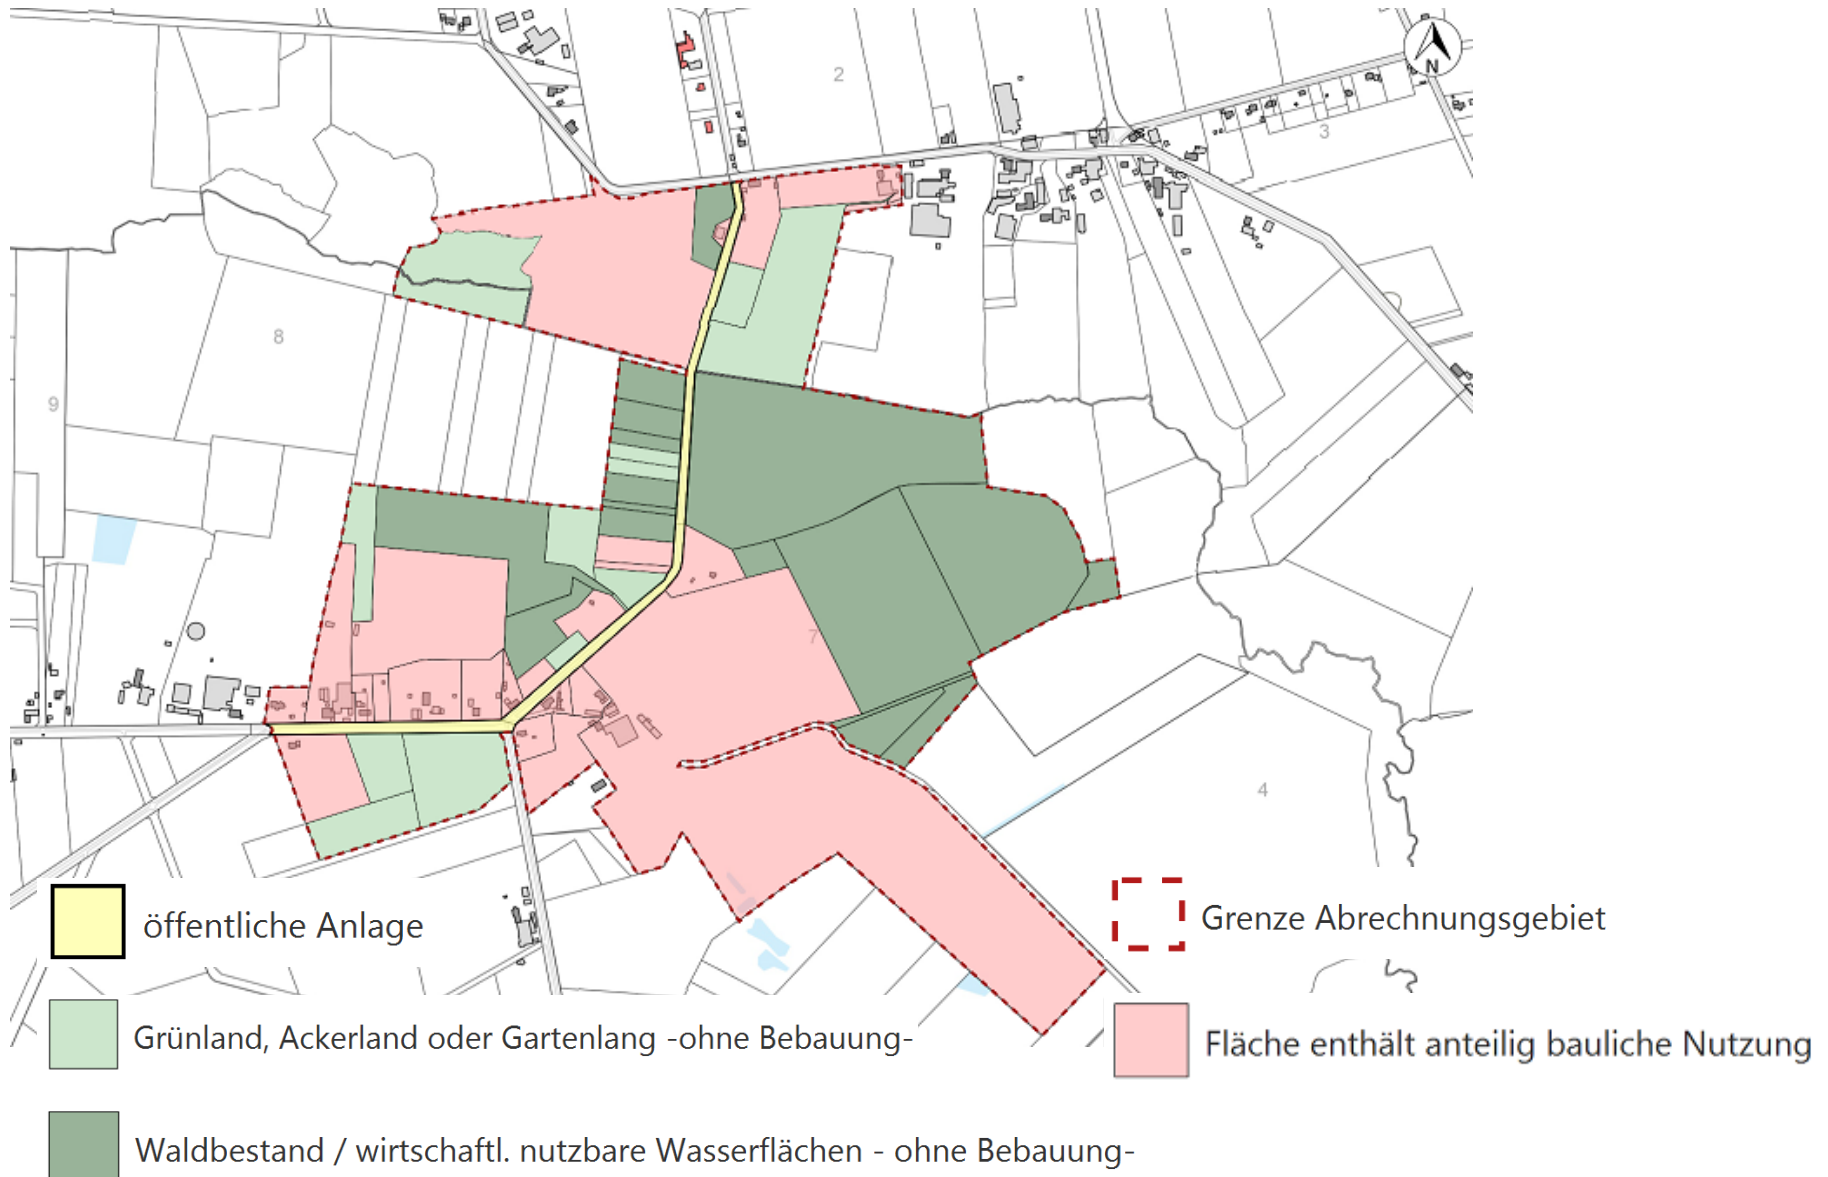 N
2
3
8
9
7
4
öffentliche Anlage
Grenze Abrechnungsgebiet
Grünland, Ackerland oder Gartenlang -ohne Bebauung-
Fläche enthält anteilig bauliche Nutzung
Waldbestand / wirtschaftl. nutzbare Wasserflächen - ohne Bebauung-